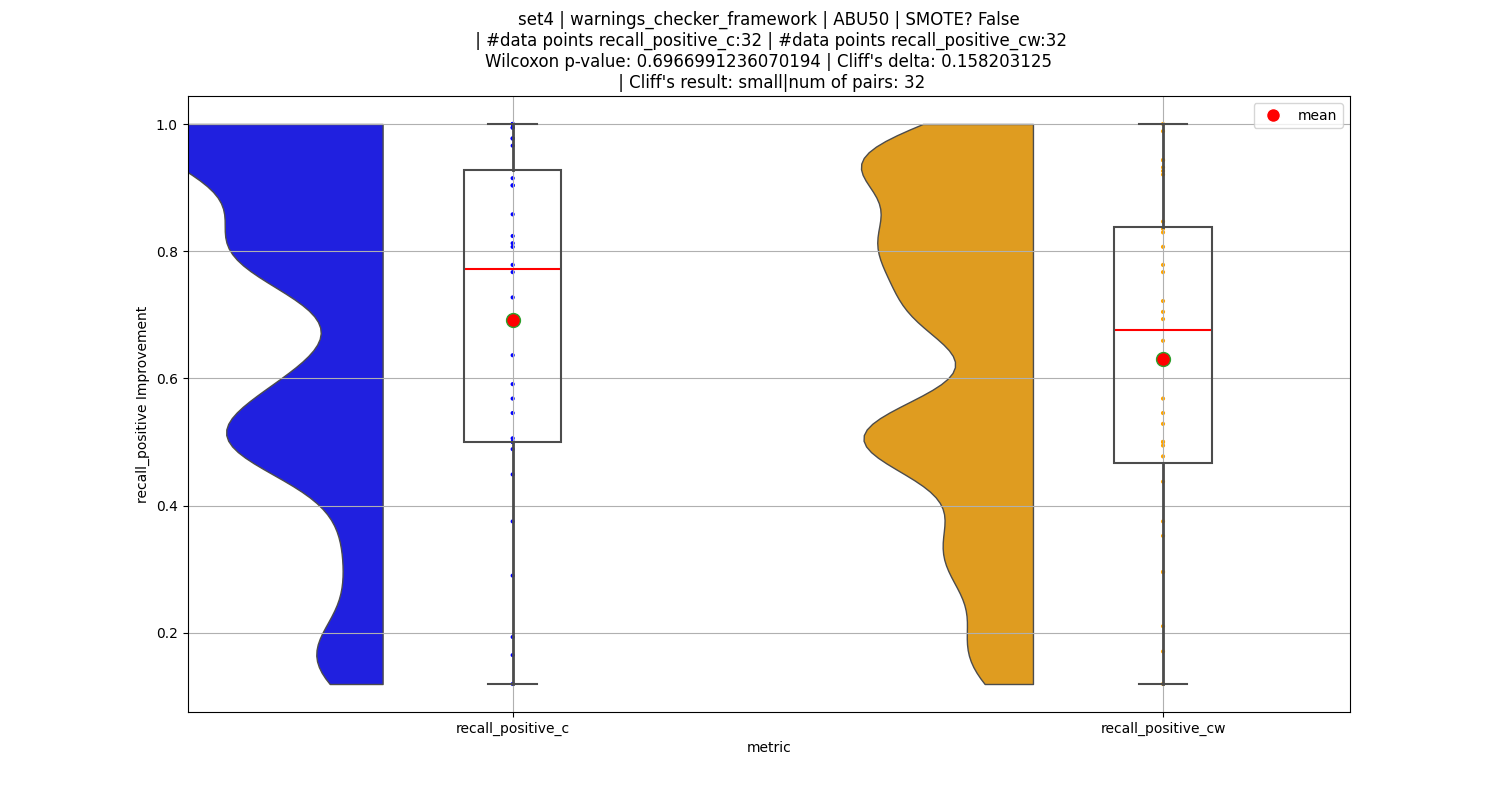 set4 | warnings_checker_framework | ABU50 | SMOTE? False
| #data points recall_positive_c:32 | #data points recall_positive_cw:32
Wilcoxon p-value: 0.6966991236070194 | Cliff's delta: 0.158203125
| Cliff's result: small|num of pairs: 32
mean
1.0
0.8
0.6
0.4
0.2
recall_positive Improvement
recall_positive_c
recall_positive_cw
metric